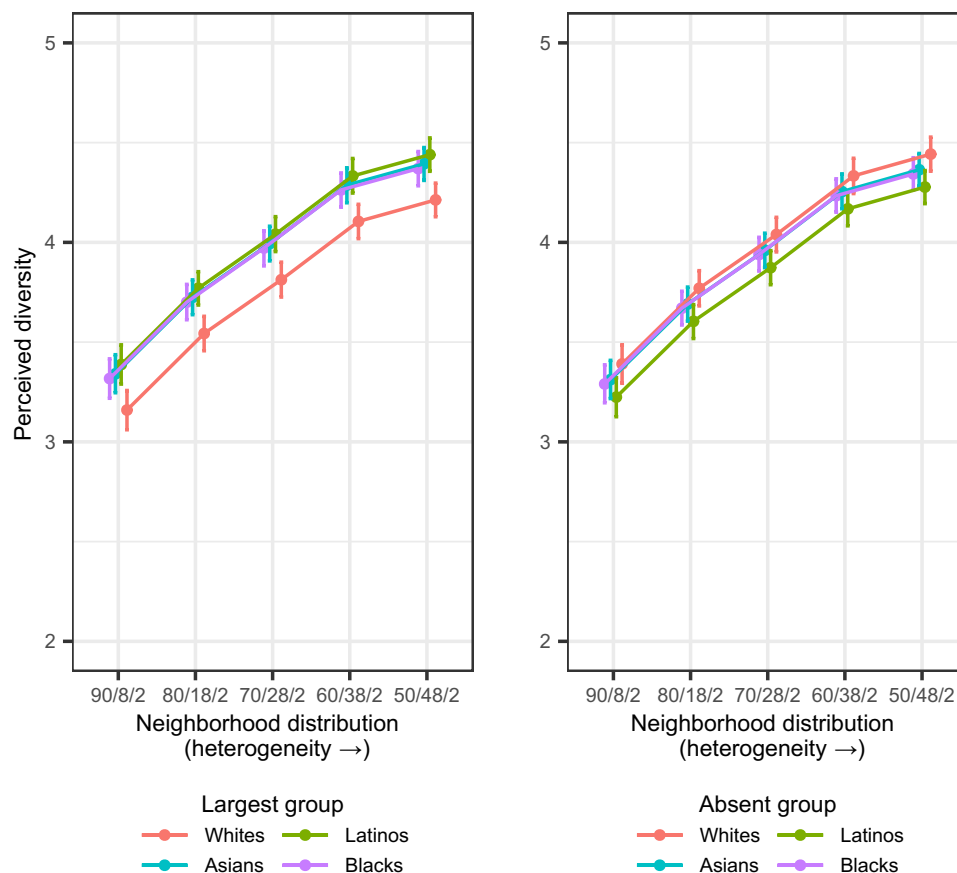 Perceived diversity
5
4
3
2
90/8/2 80/18/2 70/28/2 60/38/2 50/48/2
Neighborhood distribution
(heterogeneity →)
Largest group
Whites Latinos
Asians Blacks
5
4
3
2
90/8/2 80/18/2 70/28/2 60/38/2 50/48/2
Neighborhood distribution
(heterogeneity →)
Absent group
Whites Latinos
Asians Blacks